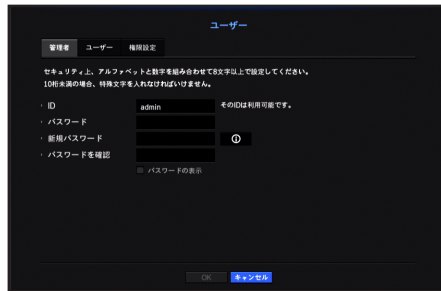 ユーザー
管理者 ユーザー 権限設定
セキュリティ上、アルファベットと数字を組み合わせて8文字以上で設定してください。
10桁未満の場合、特殊文字を入れなければいけません。
ID admin そのIDは利用可能です。
パスワード
新規パスワード
パスワードを確認
パスワードの表示
OK キャンセル